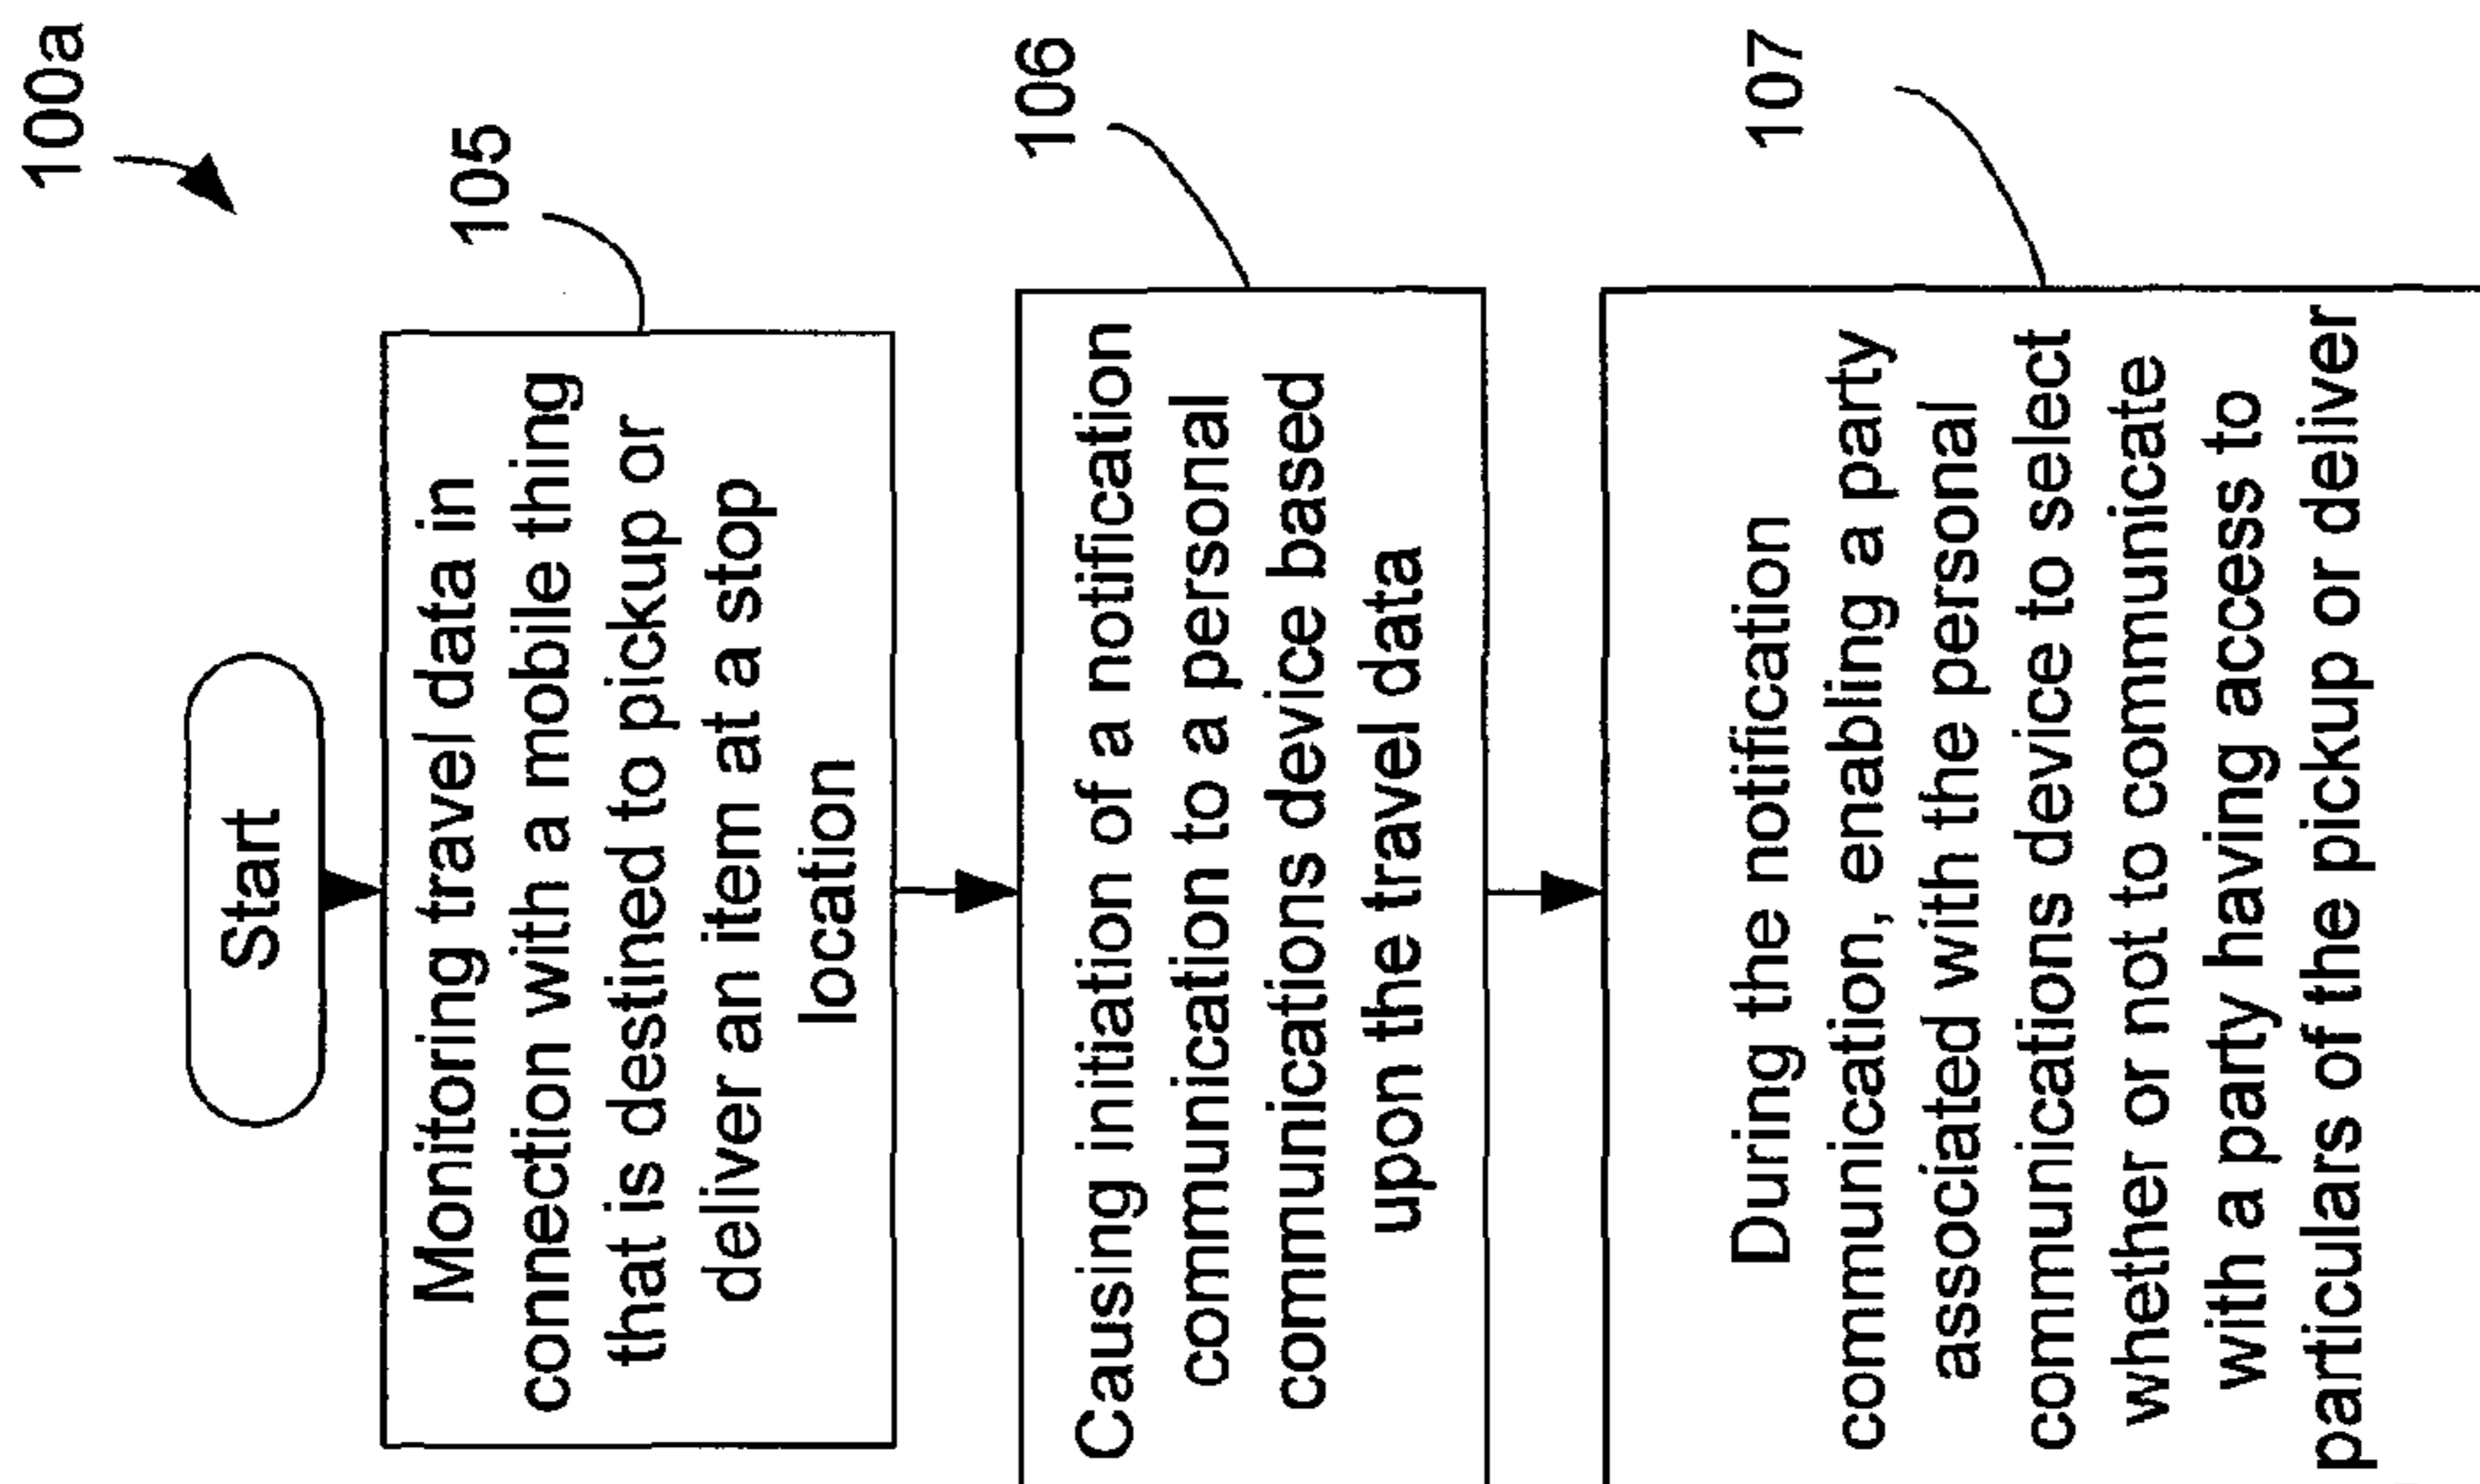 100a
Start
105
Monitoring travel data in
connection with a mobile thing
that is destined to pickup or
deliver an item at a stop
location
106
Causing initiation of a notification
communication to a personal
communications device based
upon the travel data
107
During the notification
communication, enabling a party
associated with the personal
communications device to select
whether or not to communicate
with a party having access to
particulars of the pickup or deliver